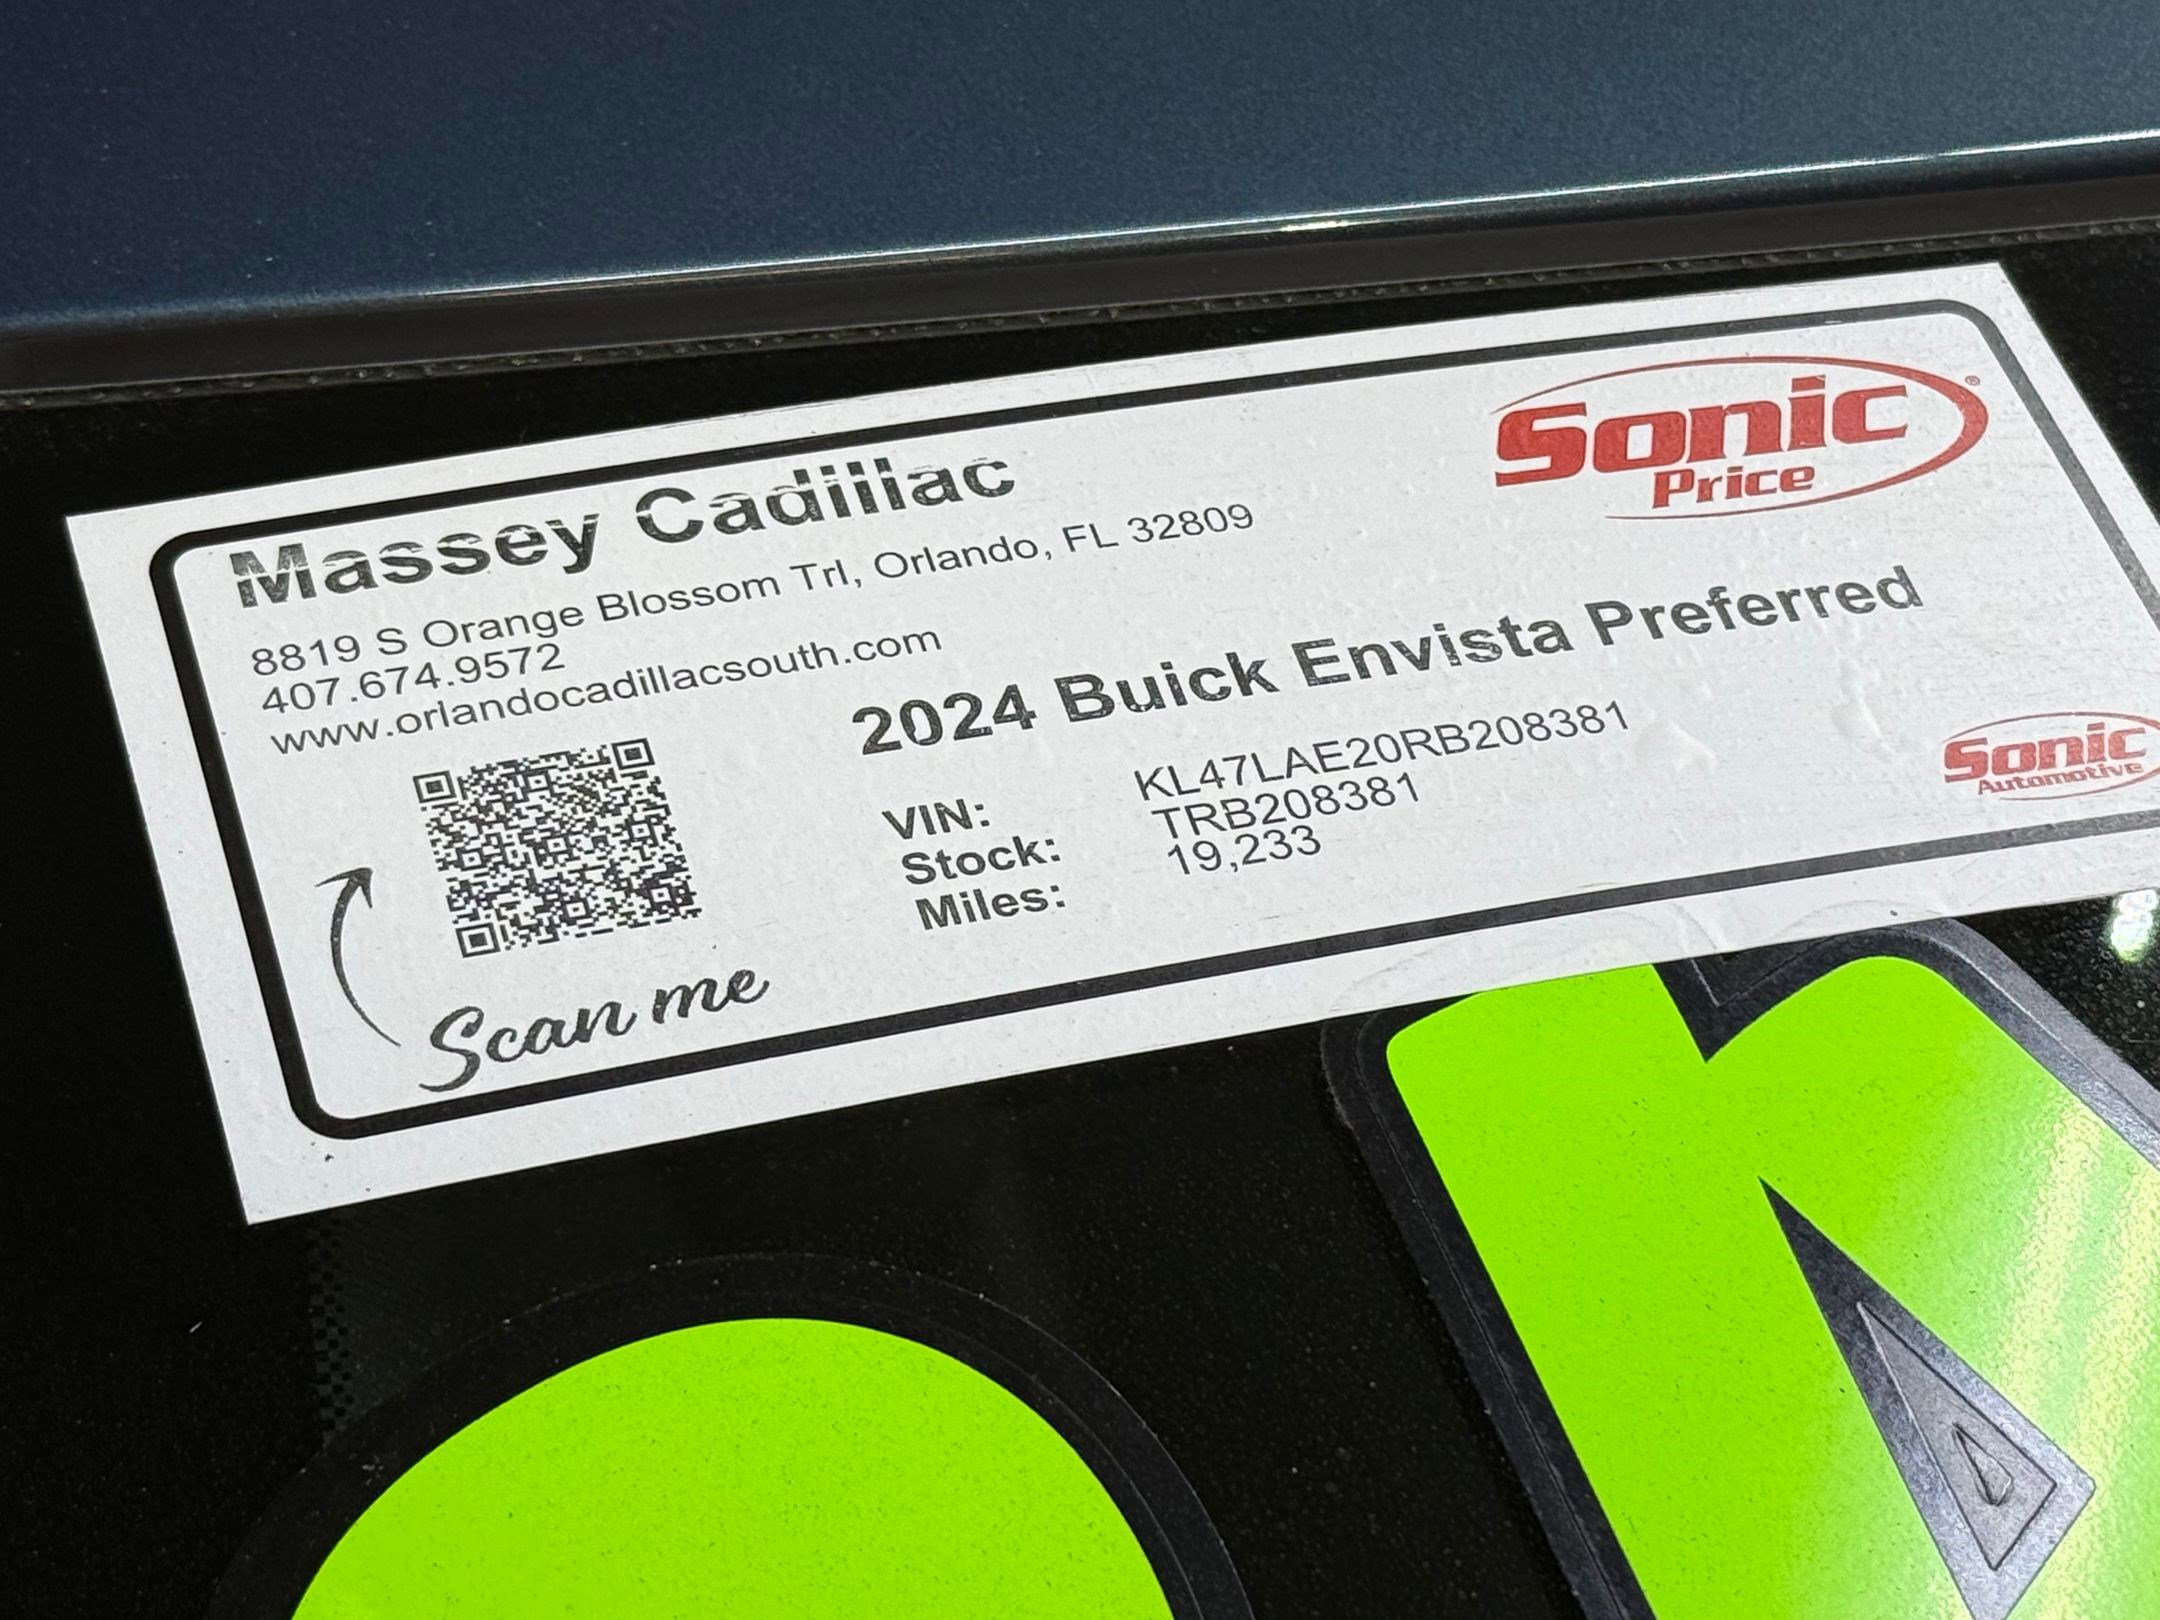 Massey Cadillac
8819 S Orange Blossom Trl, Orlando, FL 32809
407.674.9572
www.orlandocadillacsouth.com
Sonic®
Price
2024 Buick Envista Preferred
VIN: KL47LAE20RB208381
Stock: TRB208381
Miles: 19,233
Sonic
Automotive
Scan me